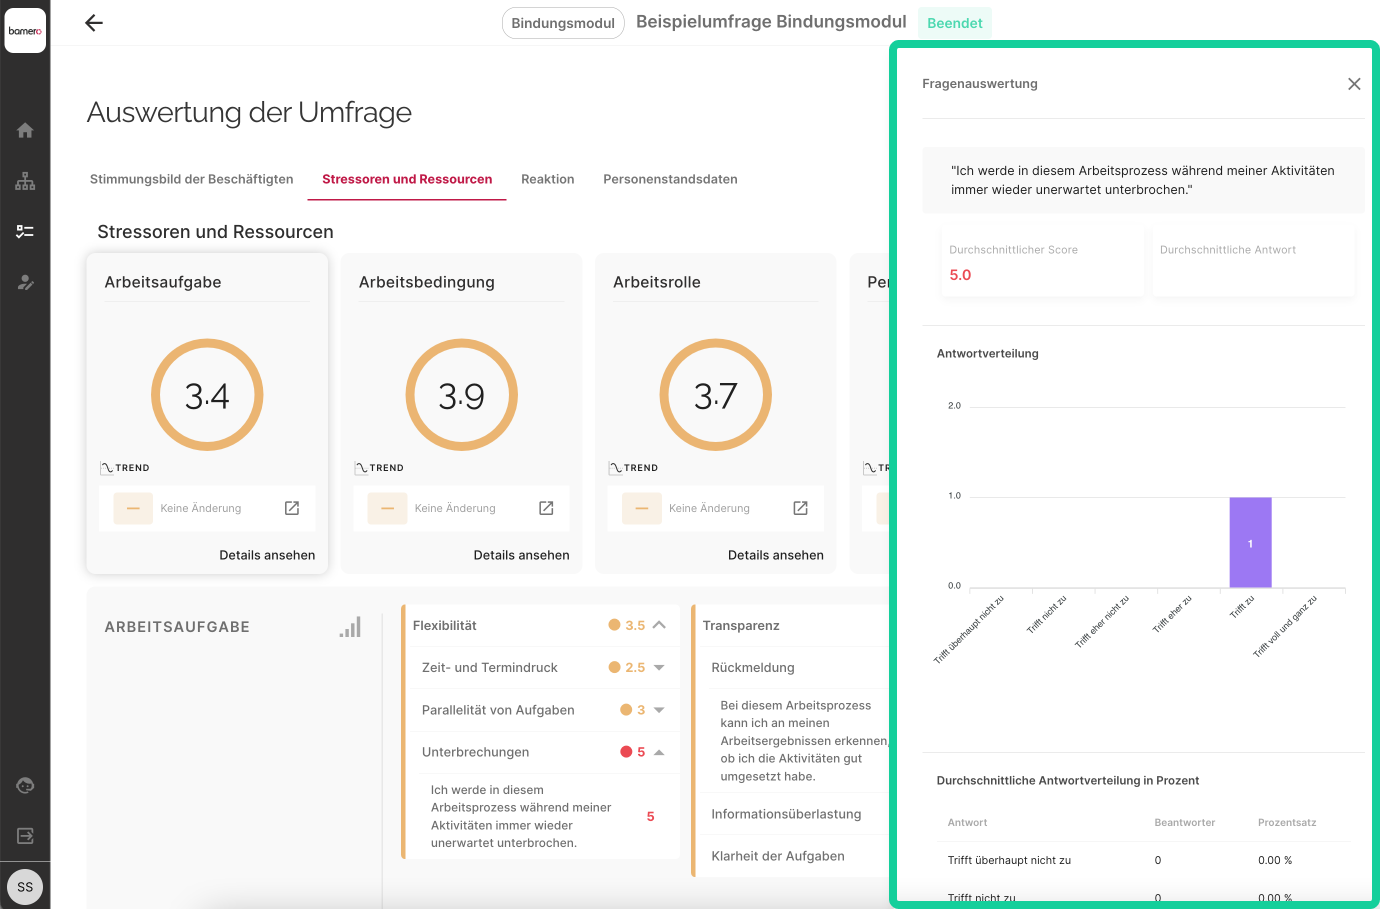 bamero
Bindungsmodul
Beispielumfrage Bindungsmodul
Beendet
Auswertung der Umfrage
Stimmungsbild der Beschäftigten
Stressoren und Ressourcen
Reaktion
Personenstandsdaten
Stressoren und Ressourcen
Arbeitsaufgabe
3.4
TREND
Keine Änderung
Details ansehen
Arbeitsbedingung
3.9
TREND
Keine Änderung
Details ansehen
Arbeitsrolle
3.7
TREND
Keine Änderung
Details ansehen
Per
TR
ARBEITSAUFGABE
Flexibilität 3.5
Zeit- und Termindruck 2.5
Parallelität von Aufgaben 3
Unterbrechungen 5
Ich werde in diesem
Arbeitsprozess während meiner
Aktivitäten immer wieder
unerwartet unterbrochen.
5
Transparenz
Rückmeldung
Bei diesem Arbeitsprozess
kann ich an meinen
Arbeitsergebnissen erkennen,
ob ich die Aktivitäten gut
umgesetzt habe.
Informationsüberlastung
Klarheit der Aufgaben
SS
Fragenauswertung
"Ich werde in diesem Arbeitsprozess während meiner Aktivitäten
immer wieder unerwartet unterbrochen."
Durchschnittlicher Score
5.0
Durchschnittliche Antwort
Antwortverteilung
2.0
1.0
0.0
1
Trifft überhaupt nicht zu
Trifft nicht zu
Trifft eher nicht zu
Trifft eher zu
Trifft zu
Trifft voll und ganz zu
Durchschnittliche Antwortverteilung in Prozent
Antwort Beantworter Prozentsatz
Trifft überhaupt nicht zu 0 0.00 %
Trifft nicht zu 0 0.00 %